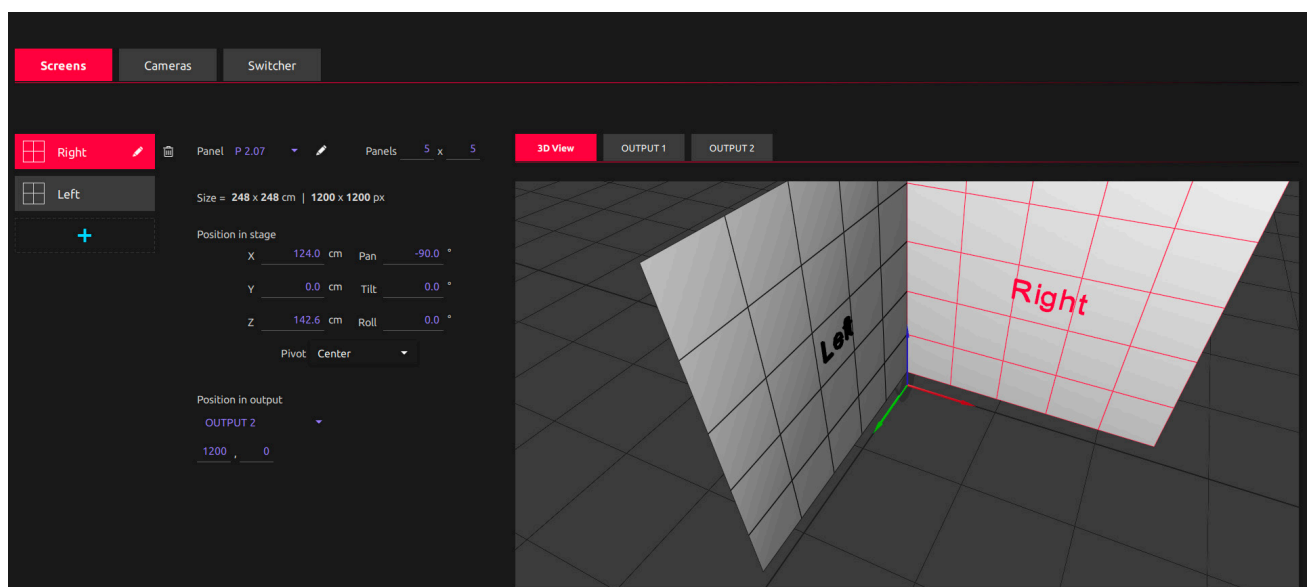 Screens Cameras Switcher
Right
Left
+
Panel P 2.07 Panels 5 x 5
Size = 248 x 248 cm | 1200 x 1200 px
Position in stage
X 124.0 cm Pan -90.0 °
Y 0.0 cm Tilt 0.0 °
Z 142.6 cm Roll 0.0 °
Pivot Center
Position in output
OUTPUT 2
1200 , 0
3D View OUTPUT 1 OUTPUT 2
Left
Right